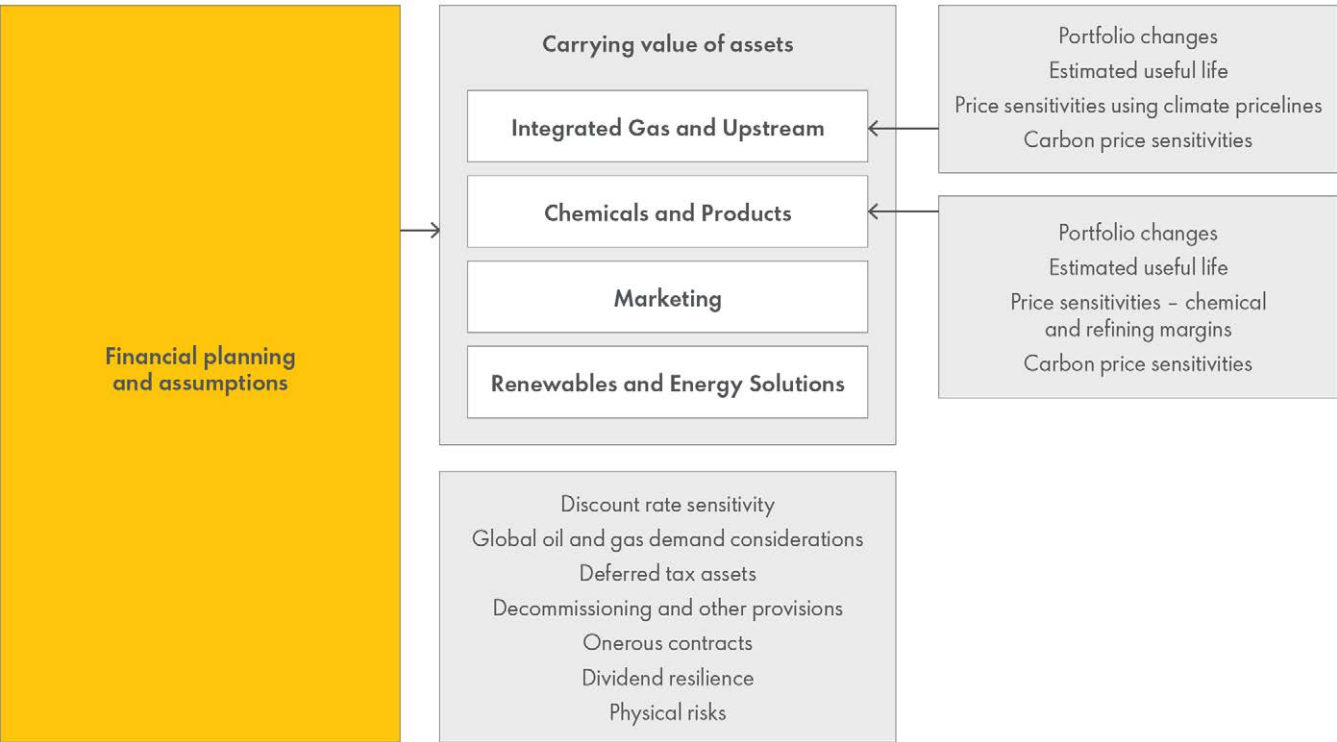 Financial planning
and assumptions
Carrying value of assets
Integrated Gas and Upstream
Chemicals and Products
Marketing
Renewables and Energy Solutions
Portfolio changes
Estimated useful life
Price sensitivities using climate pricelines
Carbon price sensitivities
Portfolio changes
Estimated useful life
Price sensitivities – chemical
and refining margins
Carbon price sensitivities
Discount rate sensitivity
Global oil and gas demand considerations
Deferred tax assets
Decommissioning and other provisions
Onerous contracts
Dividend resilience
Physical risks